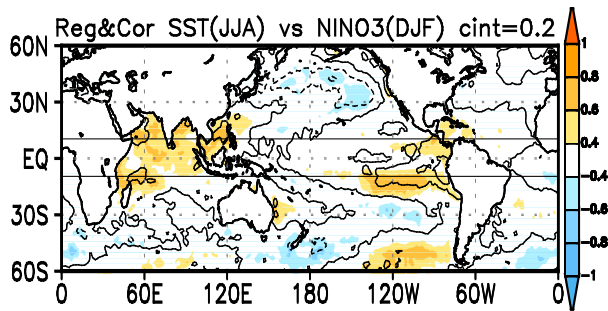 Reg&Cor SST(JJA) vs NINO3(DJF) cint=0.2
60N
30N
EQ
30S
60S
0 60E 120E 180 120W 60W 0
1
0.8
0.6
0.4
-0.4
-0.6
-0.8
-1